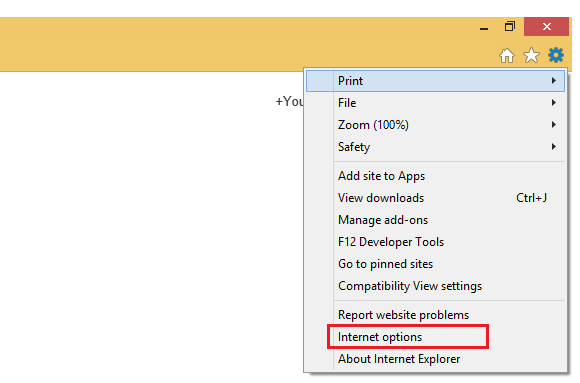 +You
Print
File
Zoom (100%)
Safety
Add site to Apps
View downloads Ctrl+J
Manage add-ons
F12 Developer Tools
Go to pinned sites
Compatibility View settings
Report website problems
Internet options
About Internet Explorer